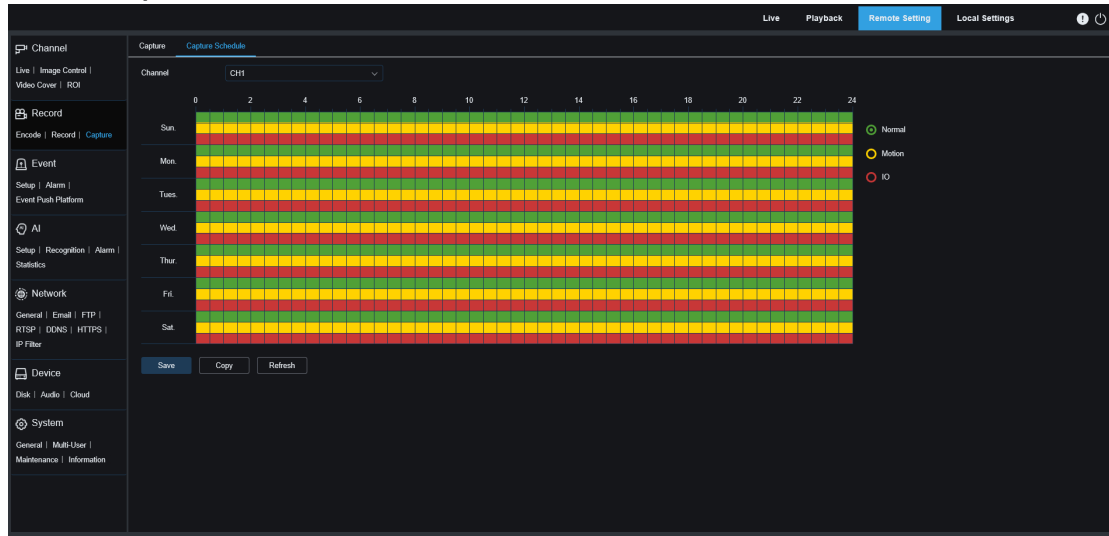 Live Playback Remote Setting Local Settings
Channel
Live | Image Control |
Video Cover | ROI
Record
Encode | Record | Capture
Event
Setup | Alarm |
Event Push Platform
AI
Setup | Recognition | Alarm |
Statistics
Network
General | Email | FTP |
RTSP | DDNS | HTTPS |
IP Filter
Device
Disk | Audio | Cloud
System
General | Multi-User |
Maintenance | Information
Capture Capture Schedule
Channel CH1
0 2 4 6 8 10 12 14 16 18 20 22 24
Sun.
Mon.
Tues.
Wed.
Thur.
Fri.
Sat.
Normal
Motion
IO
Save Copy Refresh